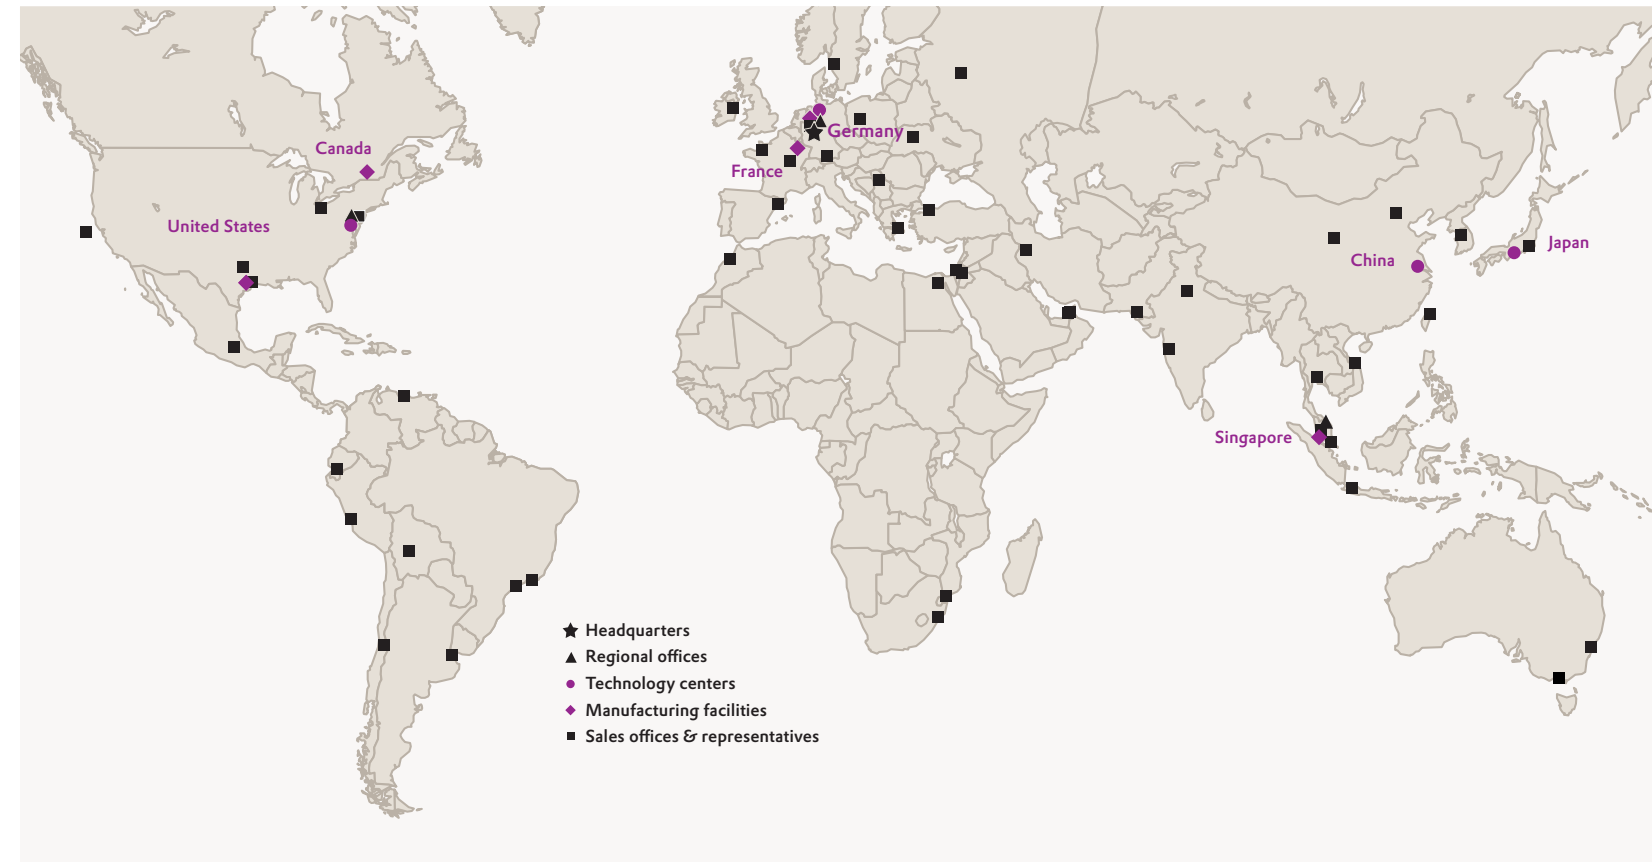 Canada
Germany
France
United States
Japan
China
Singapore
Headquarters
Regional offices
Technology centers
Manufacturing facilities
Sales offices & representatives